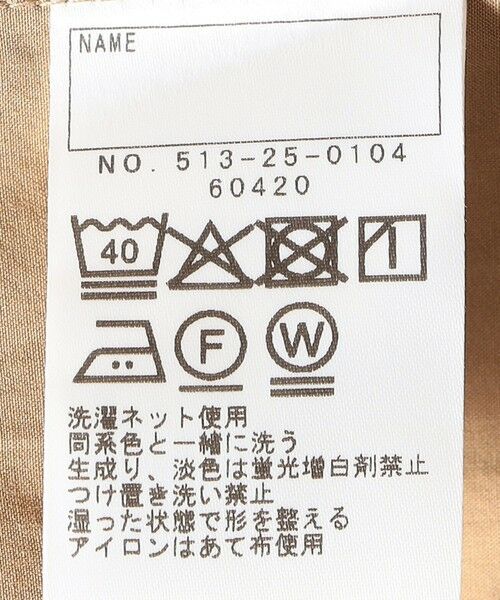 NAME
NO. 513-25-0104
60420
40
F W
洗濯ネット使用
同系色と一緒に洗う
生成り、淡色は蛍光増白剤禁止
つけ置き洗い禁止
湿った状態で形を整える
アイロンはあて布使用